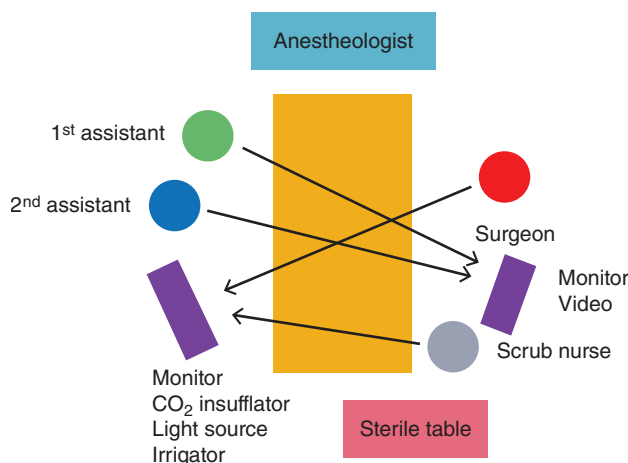 Anestheologist
1st assistant
2nd assistant
Surgeon
Monitor
Video
Scrub nurse
Monitor
CO2 insufflator
Light source
Irrigator
Sterile table